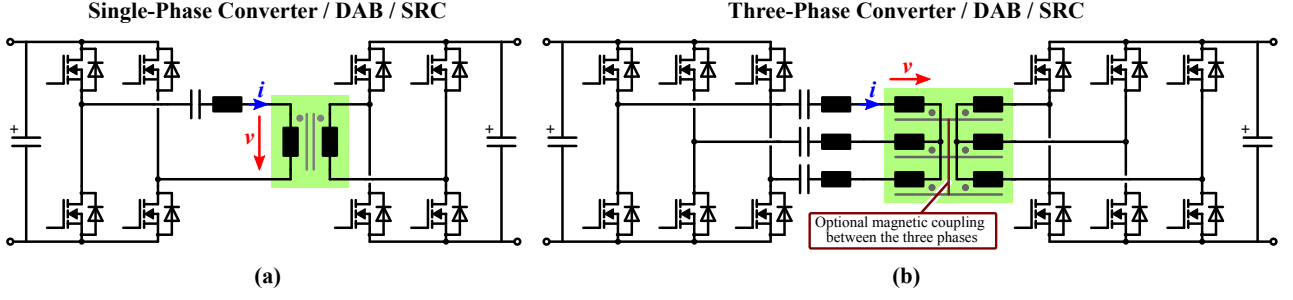 Single-Phase Converter / DAB / SRC
Three-Phase Converter / DAB / SRC
+
i
v
+
+
v
i
+
Optional magnetic coupling
between the three phases
(a)
(b)